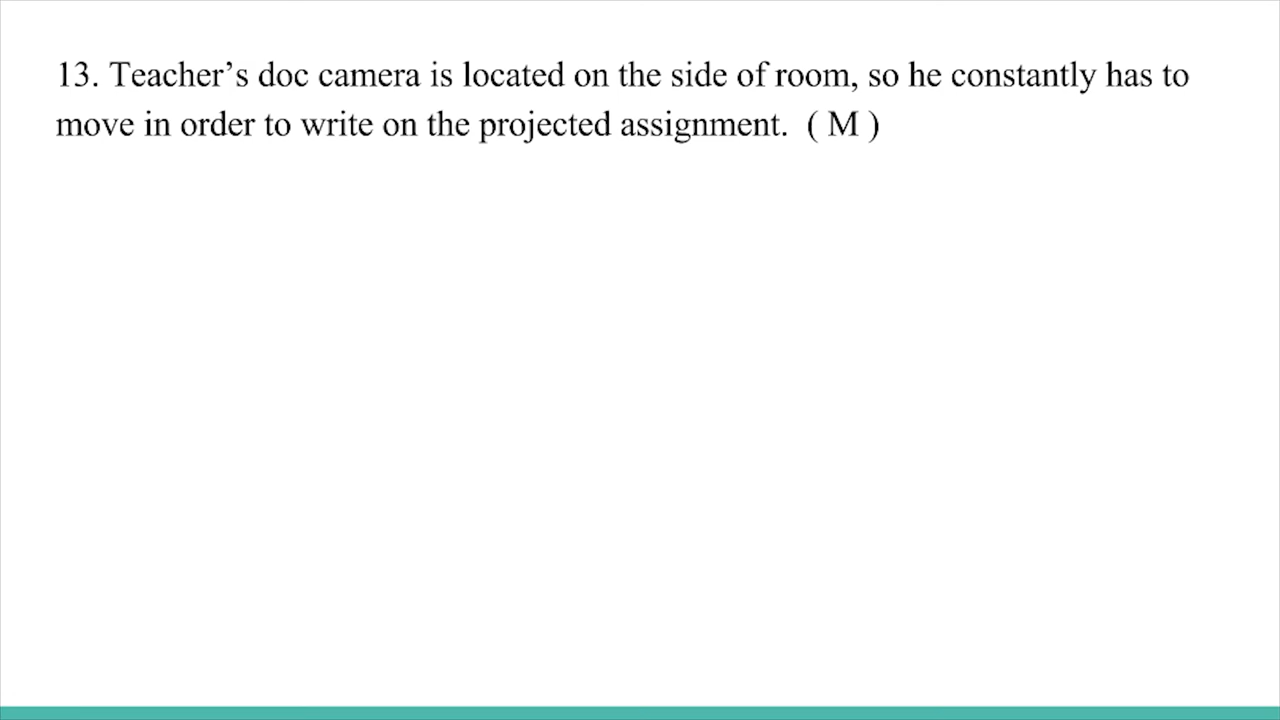 13. Teacher’s doc camera is located on the side of room, so he constantly has to
move in order to write on the projected assignment.  ( M )